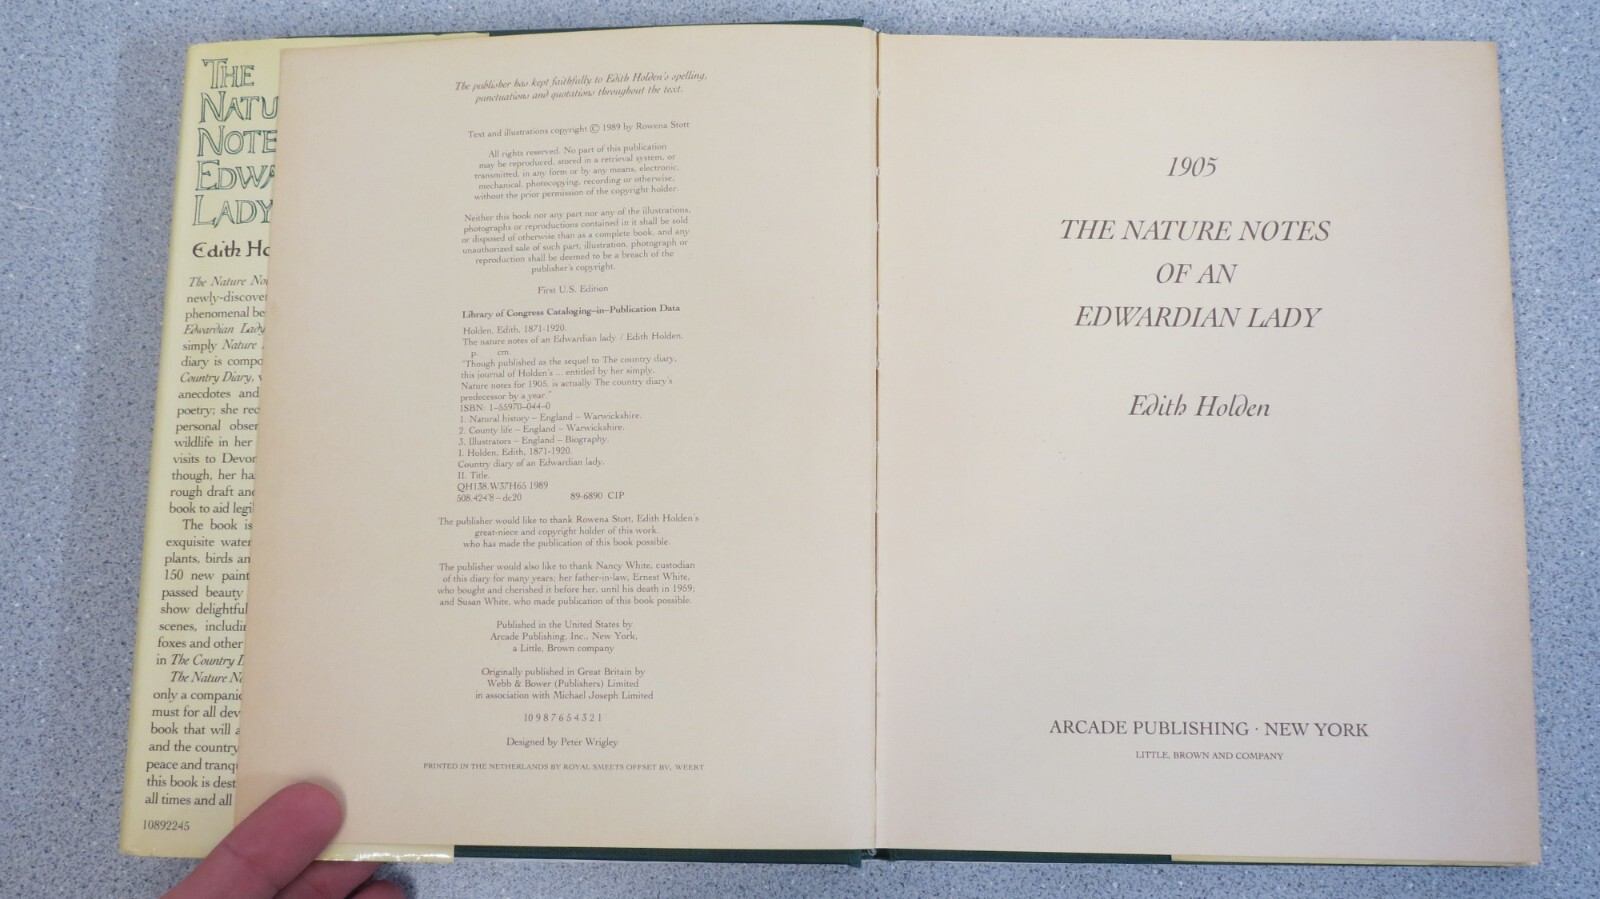 THE
NATU
NOTE
EDWA
LADY
Edith Ho
The Nature No
newly-discover
phenomenal be
Edwardian Lady
simply Nature
diary is compo
Country Diary,
anecdotes and
poetry; she rec
personal obser
wildlife in her
visits to Devon
though, her ha
rough draft and
book to aid legi
The book is
exquisite water
plants, birds an
150 new paint
passed beauty
show delightful
scenes, includin
foxes and other
in The Country D
The Nature No
only a companio
must for all dev
book that will a
and the country
peace and tranq
this book is dest
all times and all
10892245
The publisher has kept faithfully to Edith Holden's spelling,
punctuations and quotations throughout the text.
Text and illustrations copyright © 1989 by Rowena Stott
All rights reserved. No part of this publication
may be reproduced, stored in a retrieval system, or
transmitted, in any form or by any means, electronic,
mechanical, photocopying, recording or otherwise,
without the prior permission of the copyright holder.
Neither this book nor any part nor any of the illustrations,
photographs or reproductions contained in it shall be sold
or disposed of otherwise than as a complete book, and any
unauthorized sale of such part, illustration, photograph or
reproduction shall be deemed to be a breach of the
publisher's copyright.
First U.S. Edition
Library of Congress Cataloging-in-Publication Data
Holden, Edith, 1871-1920.
The nature notes of an Edwardian lady / Edith Holden.
p. cm.
"Though published as the sequel to The country diary,
this journal of Holden's ... entitled by her simply,
Nature notes for 1905, is actually The country diary's
predecessor by a year."
ISBN: 1-55970-044-0
1. Natural history – England – Warwickshire.
2. County life – England – Warwickshire.
3. Illustrators – England – Biography.
I. Holden, Edith, 1871-1920.
Country diary of an Edwardian lady.
II. Title.
QH138.W37H65 1989
508.424'8 – dc20 89-6890 CIP
The publisher would like to thank Rowena Stott, Edith Holden's
great-niece and copyright holder of this work
who has made the publication of this book possible.
The publisher would also like to thank Nancy White, custodian
of this diary for many years; her father-in-law, Ernest White,
who bought and cherished it before her, until his death in 1959;
and Susan White, who made publication of this book possible.
Published in the United States by
Arcade Publishing, Inc., New York,
a Little, Brown company
Originally published in Great Britain by
Webb & Bower (Publishers) Limited
in association with Michael Joseph Limited
10 9 8 7 6 5 4 3 2 1
Designed by Peter Wrigley
PRINTED IN THE NETHERLANDS BY ROYAL SMEETS OFFSET BV, WEERT
1905
THE NATURE NOTES
OF AN
EDWARDIAN LADY
Edith Holden
ARCADE PUBLISHING · NEW YORK
LITTLE, BROWN AND COMPANY